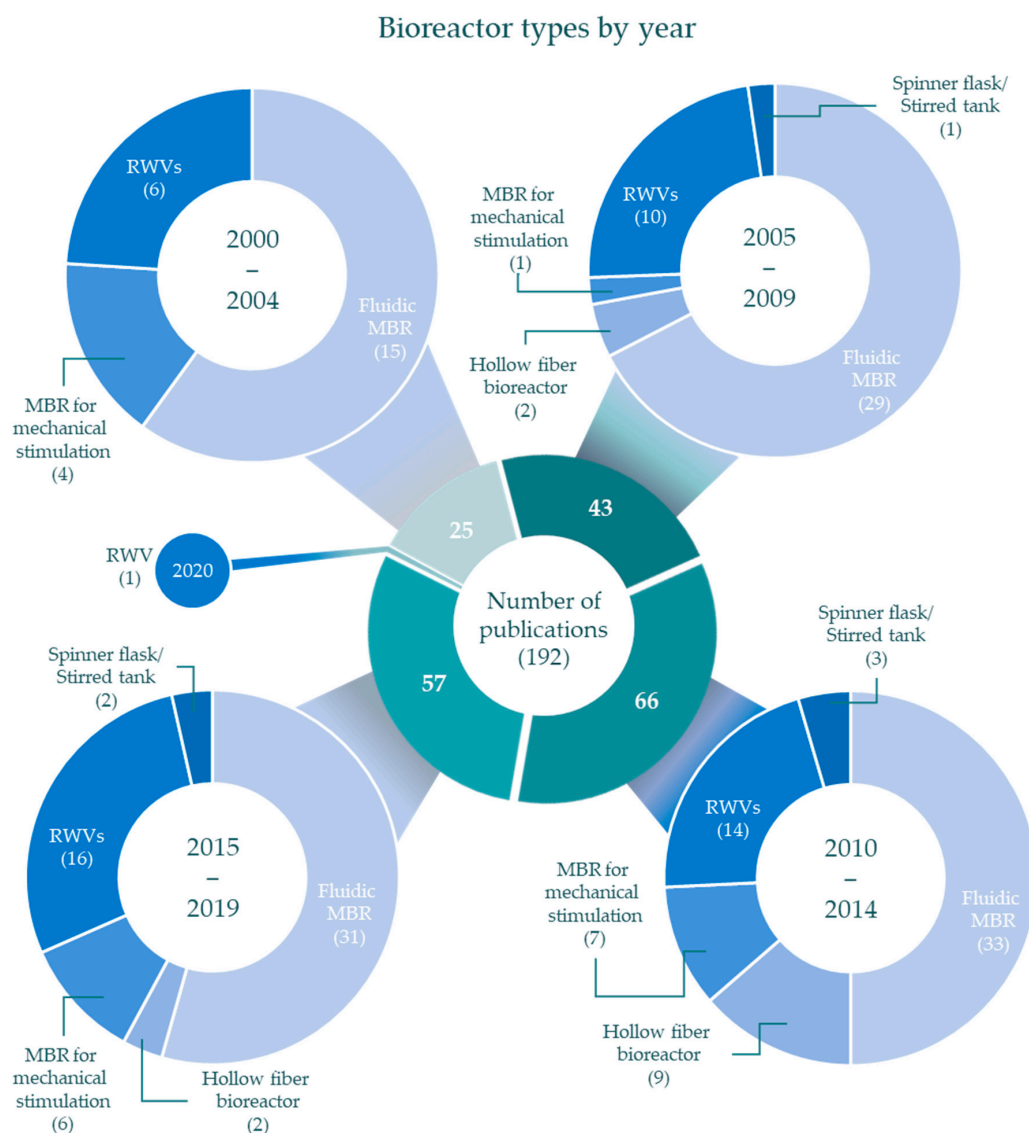 Bioreactor types by year
RWVs
(6)
2000
–
2004
Fluidic
MBR
(15)
MBR for
mechanical
stimulation
(4)
Spinner flask/
Stirred tank
(1)
RWVs
(10)
MBR for
mechanical
stimulation
(1)
2005
–
2009
Hollow fiber
bioreactor
(2)
Fluidic
MBR
(29)
25
43
RWV
(1)
2020
Number of
publications
(192)
57
66
Spinner flask/
Stirred tank
(2)
RWVs
(16)
2015
–
2019
Fluidic
MBR
(31)
MBR for
mechanical
stimulation
(6)
Hollow fiber
bioreactor
(2)
Spinner flask/
Stirred tank
(3)
RWVs
(14)
2010
–
2014
MBR for
mechanical
stimulation
(7)
Fluidic
MBR
(33)
Hollow fiber
bioreactor
(9)